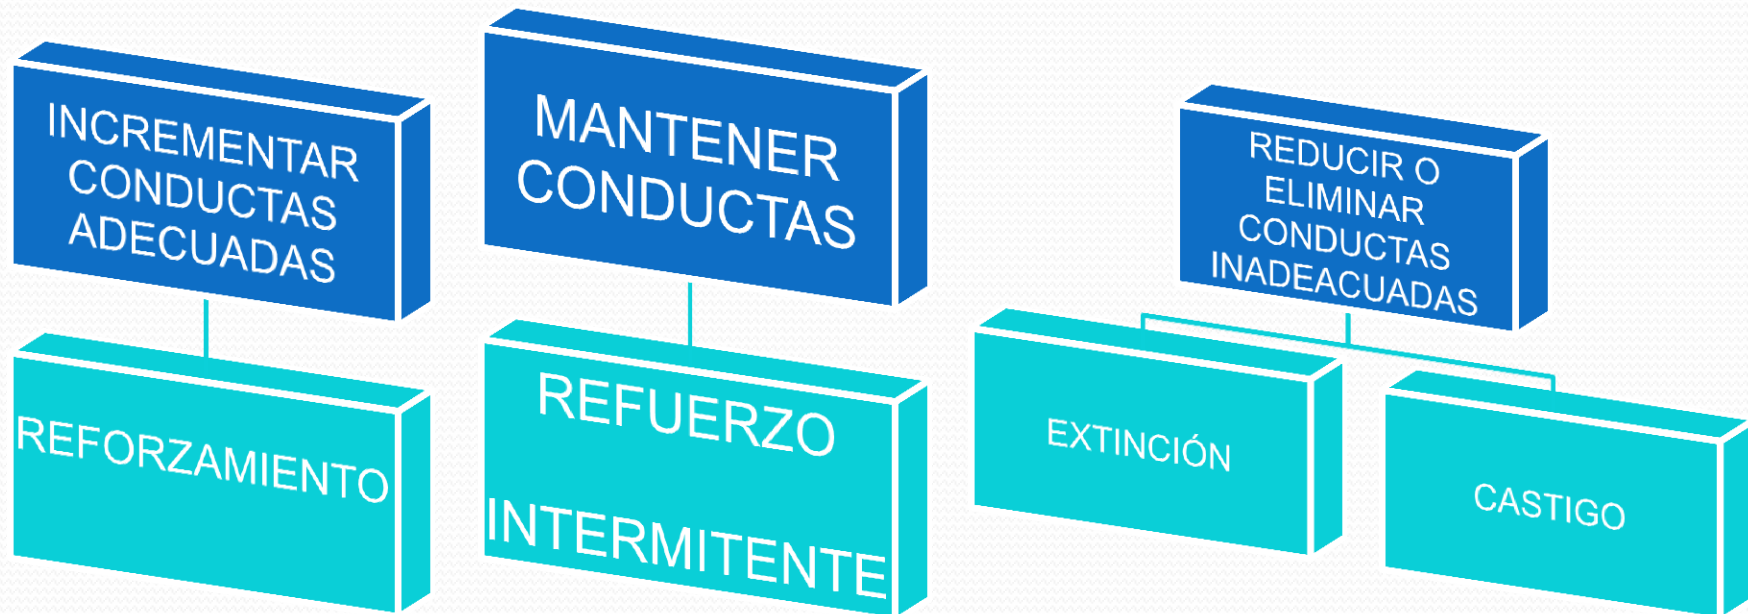 INCREMENTAR
CONDUCTAS
ADECUADAS
REFORZAMIENTO
MANTENER
CONDUCTAS
REFUERZO
INTERMITENTE
REDUCIR O
ELIMINAR
CONDUCTAS
INADEACUADAS
EXTINCIÓN
CASTIGO